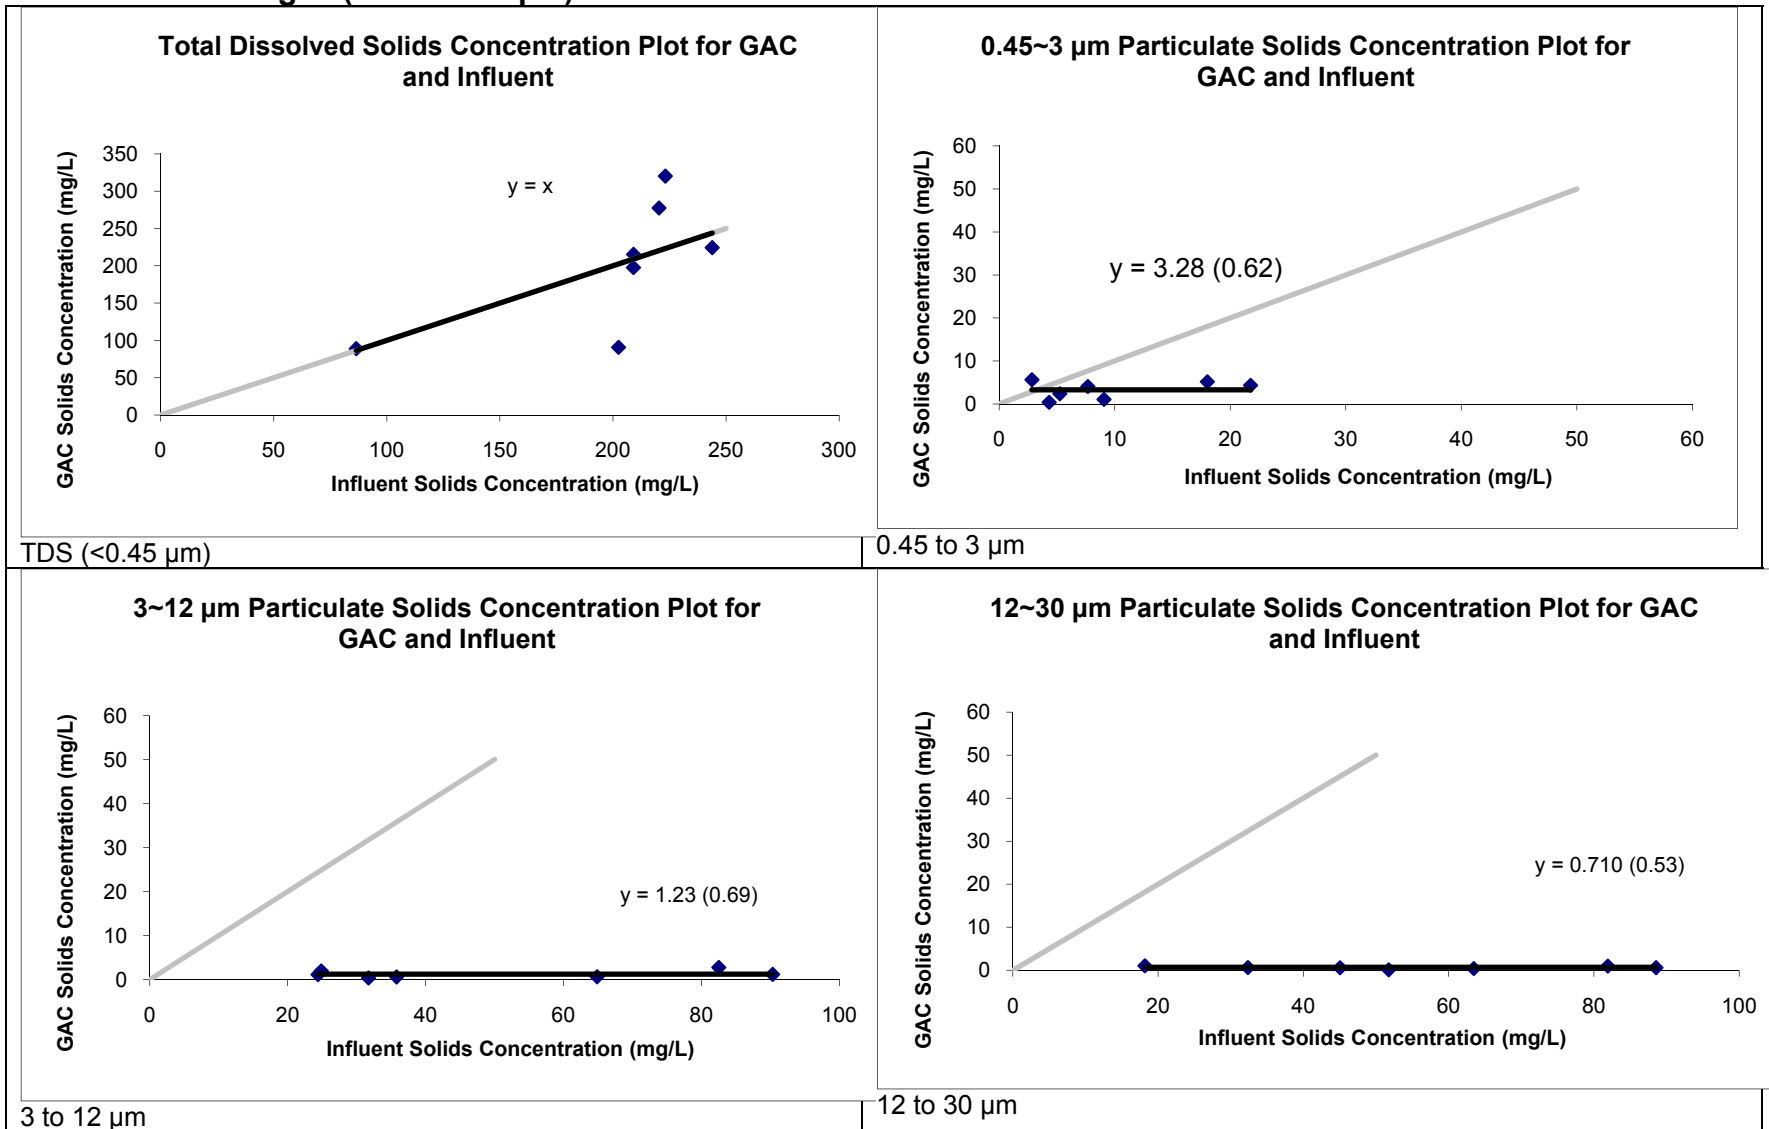 Total Dissolved Solids Concentration Plot for GAC
and Influent
GAC Solids Concentration (mg/L)
350
300
250
200
150
100
50
0
y = x
0 50 100 150 200 250 300
Influent Solids Concentration (mg/L)
TDS (<0.45 µm)
0.45~3 µm Particulate Solids Concentration Plot for
GAC and Influent
GAC Solids Concentration (mg/L)
60
50
40
30
20
10
0
y = 3.28 (0.62)
0 10 20 30 40 50 60
Influent Solids Concentration (mg/L)
0.45 to 3 µm
3~12 µm Particulate Solids Concentration Plot for
GAC and Influent
GAC Solids Concentration (mg/L)
60
50
40
30
20
10
0
y = 1.23 (0.69)
0 20 40 60 80 100
Influent Solids Concentration (mg/L)
3 to 12 µm
12~30 µm Particulate Solids Concentration Plot for GAC
and Influent
GAC Solids Concentration (mg/L)
60
50
40
30
20
10
0
y = 0.710 (0.53)
0 20 40 60 80 100
Influent Solids Concentration (mg/L)
12 to 30 µm